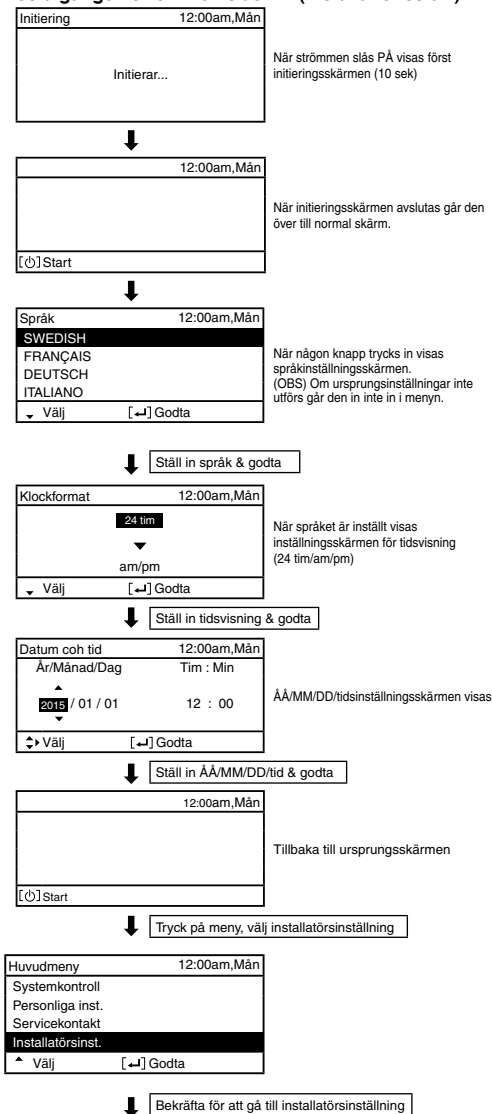 Initiering 12:00am,Mån
Initierar...
När strömmen slås PÅ visas först
initieringsskärmen (10 sek)
12:00am,Mån
[⏻]Start
När initieringsskärmen avslutas går den
över till normal skärm.
Språk 12:00am,Mån
SWEDISH
FRANÇAIS
DEUTSCH
ITALIANO
Välj [↵] Godta
När någon knapp trycks in visas
språkinställningsskärmen.
(OBS) Om ursprungsinställningar inte
utförs går den in inte in i menyn.
Ställ in språk & godta
Klockformat 12:00am,Mån
24 tim
am/pm
Välj [↵] Godta
När språket är inställt visas
inställningsskärmen för tidsvisning
(24 tim/am/pm)
Ställ in tidsvisning & godta
Datum coh tid 12:00am,Mån
År/Månad/Dag Tim : Min
2015 / 01 / 01 12 : 00
Välj [↵] Godta
ÅÅ/MM/DD/tidsinställningsskärmen visas
Ställ in ÅÅ/MM/DD/tid & godta
12:00am,Mån
[⏻]Start
Tillbaka till ursprungsskärmen
Tryck på meny, välj installatörsinställning
Huvudmeny 12:00am,Mån
Systemkontroll
Personliga inst.
Servicekontakt
Installatörsinst.
Välj [↵] Godta
Bekräfta för att gå till installatörsinställning